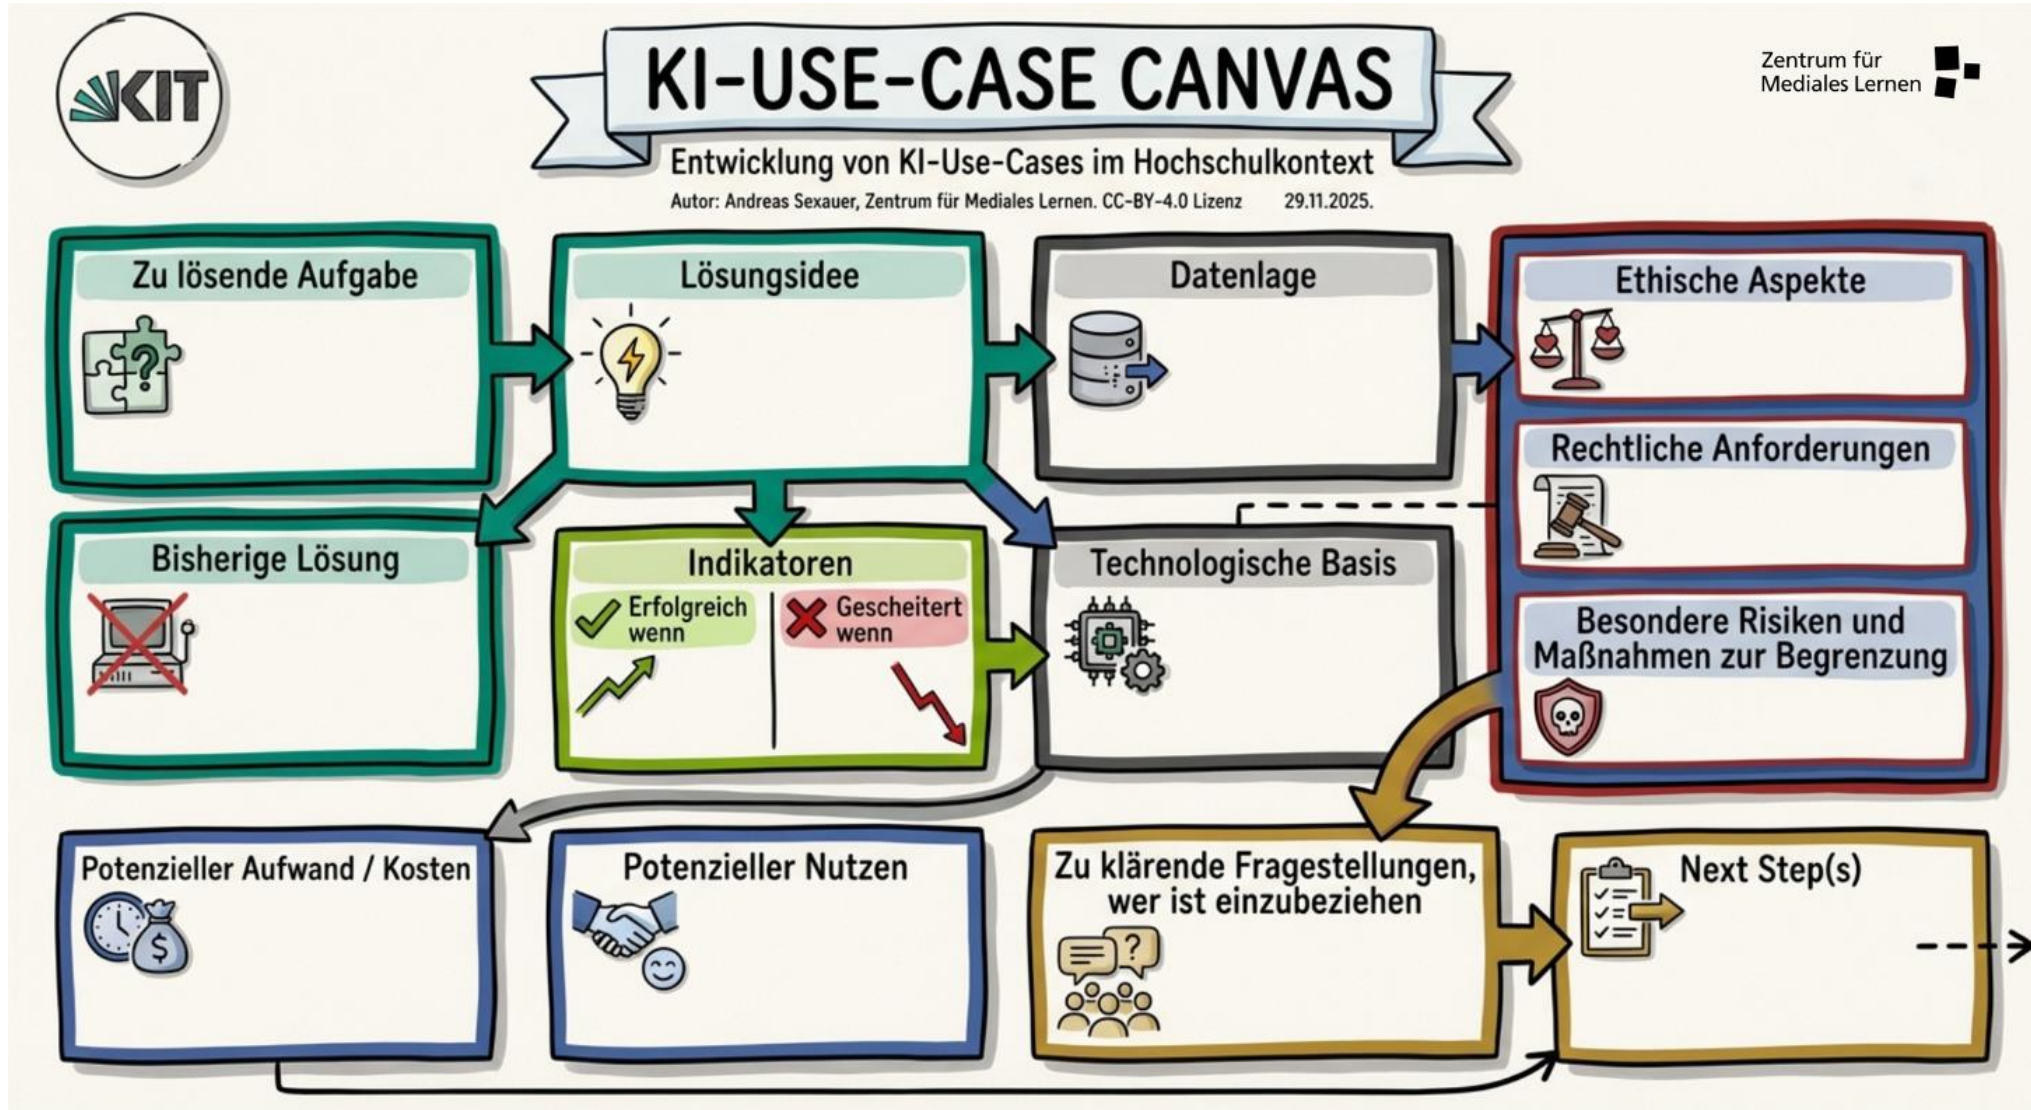 KIT
KI-USE-CASE CANVAS
Zentrum für
Mediales Lernen
Entwicklung von KI-Use-Cases im Hochschulkontext
Autor: Andreas Sexauer, Zentrum für Mediales Lernen. CC-BY-4.0 Lizenz 29.11.2025.
Zu lösende Aufgabe
?
Lösungsidee
Datenlage
Ethische Aspekte
Rechtliche Anforderungen
Besondere Risiken und
Maßnahmen zur Begrenzung
Bisherige Lösung
Indikatoren
Erfolgreich
wenn
Gescheitert
wenn
Technologische Basis
Potenzieller Aufwand / Kosten
$
Potenzieller Nutzen
Zu klärende Fragestellungen,
wer ist einzubeziehen
?
Next Step(s)